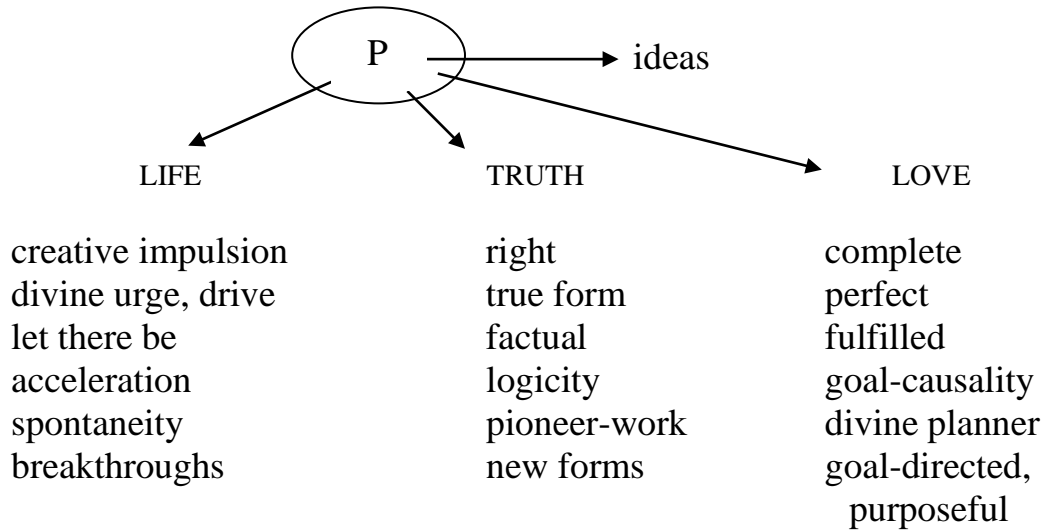 P
ideas
LIFE
TRUTH
LOVE
creative impulsion
divine urge, drive
let there be
acceleration
spontaneity
breakthroughs
right
true form
factual
logicity
pioneer-work
new forms
complete
perfect
fulfilled
goal-causality
divine planner
goal-directed,
purposeful